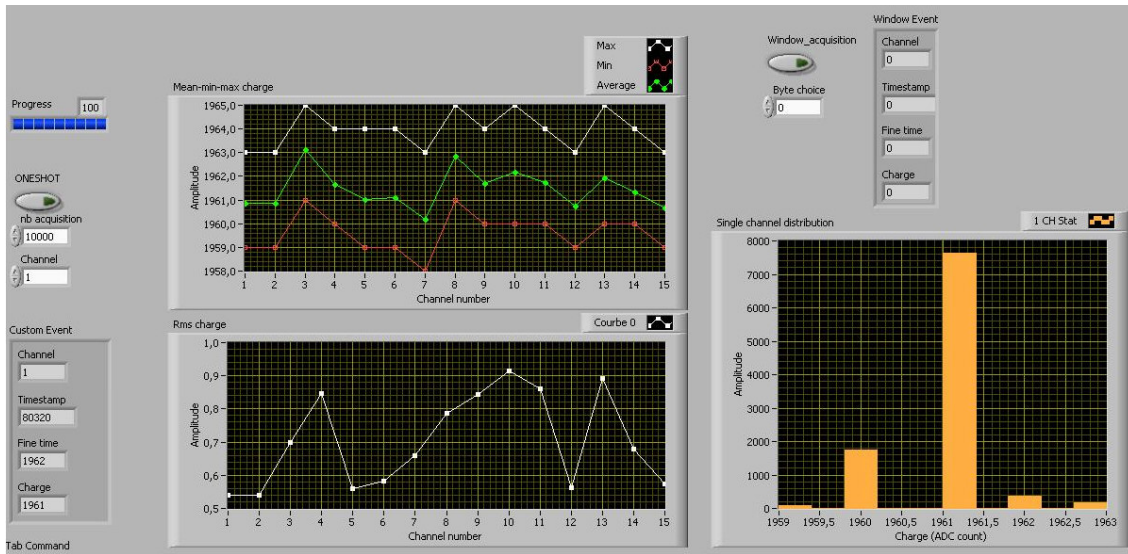 Progress
100
ONESHOT
nb acquisition
10000
Channel
1
Custom Event
Channel
1
Timestamp
80320
Fine time
1962
Charge
1961
Tab Command
Max
Min
Average
Mean-min-max charge
Amplitude
1965,0
1964,0
1963,0
1962,0
1961,0
1960,0
1959,0
1958,0
1 2 3 4 5 6 7 8 9 10 11 12 13 14 15
Channel number
Rms charge
Courbe 0
Amplitude
1,0
0,9
0,8
0,7
0,6
0,5
1 2 3 4 5 6 7 8 9 10 11 12 13 14 15
Channel number
Window_acquisition
Byte choice
0
Window Event
Channel
0
Timestamp
0
Fine time
0
Charge
0
Single channel distribution
1 CH Stat
Amplitude
8000
7000
6000
5000
4000
3000
2000
1000
0
1959 1959,5 1960 1960,5 1961 1961,5 1962 1962,5 1963
Charge (ADC count)